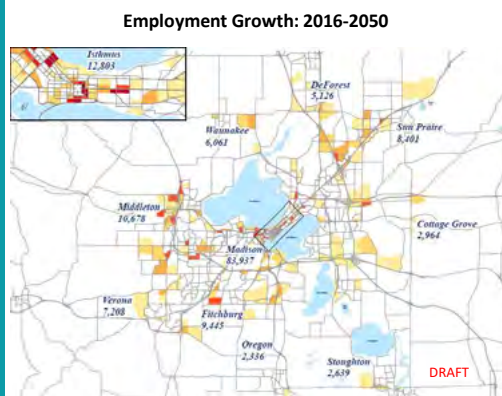 Employment Growth: 2016-2050
Isthmus
12,803
DeForest
5,126
Sun Praire
8,401
Waunakee
6,061
Middleton
10,678
Cottage Grove
2,964
Madison
83,937
Verona
7,208
Fitchburg
9,445
Oregon
2,336
Stoughton
2,639
DRAFT